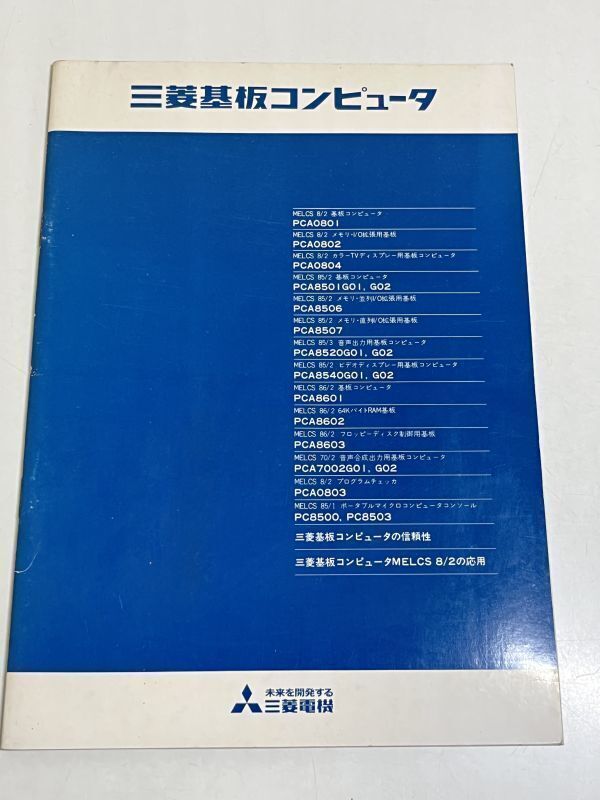 三菱基板コンピュータ
MELCS 8/2 基板コンピュータ
PCA0801
MELCS 8/2 メモリ・I/O拡張用基板
PCA0802
MELCS 8/2 カラーTVディスプレー用基板コンピュータ
PCA0804
MELCS 85/2 基板コンピュータ
PCA8501G01, G02
MELCS 85/2 メモリ・並列I/O拡張用基板
PCA8506
MELCS 85/2 メモリ・直列I/O拡張用基板
PCA8507
MELCS 85/3 音声出力用基板コンピュータ
PCA8520G01, G02
MELCS 85/2 ビデオディスプレー用基板コンピュータ
PCA8540G01, G02
MELCS 86/2 基板コンピュータ
PCA8601
MELCS 86/2 64KバイトRAM基板
PCA8602
MELCS 86/2 フロッピーディスク制御用基板
PCA8603
MELCS 70/2 音声合成出力用基板コンピュータ
PCA7002G01, G02
MELCS 8/2 プログラムチェッカ
PCA0803
MELCS 85/1 ポータブルマイクロコンピュータコンソール
PC8500, PC8503
三菱基板コンピュータの信頼性
三菱基板コンピュータMELCS 8/2の応用
未来を開発する
三菱電機